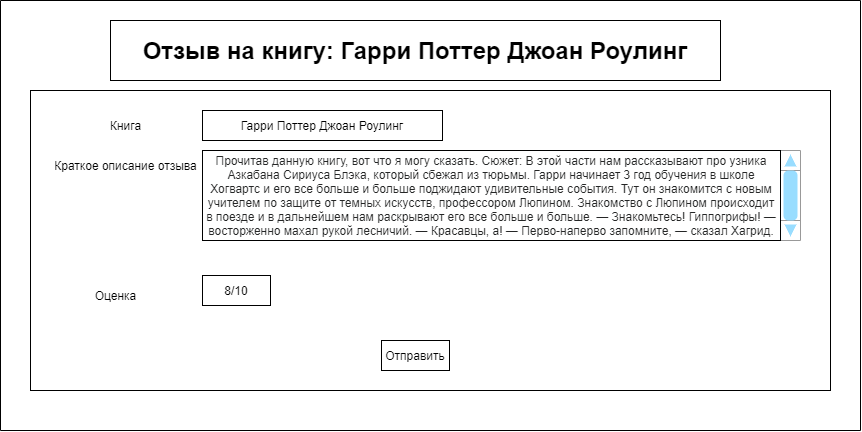 Отзыв на книгу: Гарри Поттер Джоан Роулинг
Книга
Гарри Поттер Джоан Роулинг
Краткое описание отзыва
Прочитав данную книгу, вот что я могу сказать. Сюжет: В этой части нам рассказывают про узника
Азкабана Сириуса Блэка, который сбежал из тюрьмы. Гарри начинает 3 год обучения в школе
Хогвартс и его все больше и больше поджидают удивительные события. Тут он знакомится с новым
учителем по защите от темных искусств, профессором Люпином. Знакомство с Люпином происходит
в поезде и в дальнейшем нам раскрывают его все больше и больше. — Знакомьтесь! Гиппогрифы! —
восторженно махал рукой лесничий. — Красавцы, а! — Перво-наперво запомните, — сказал Хагрид.
Оценка
8/10
Отправить